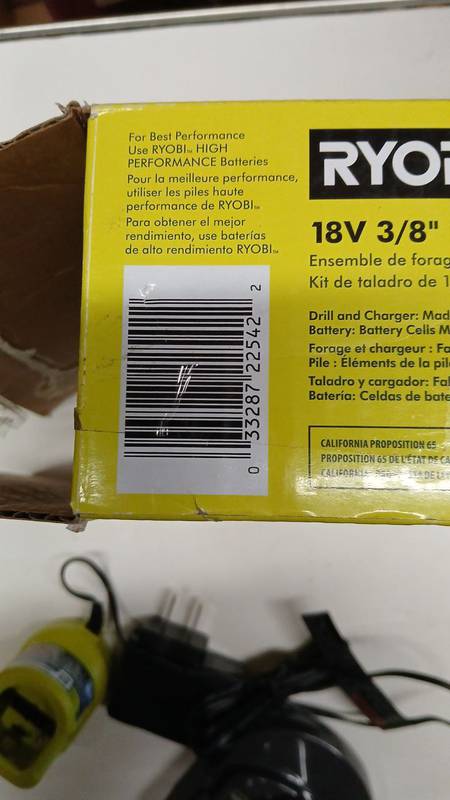 For Best Performance
Use RYOBI™ HIGH
PERFORMANCE Batteries
Pour la meilleure performance,
utiliser les piles haute
performance de RYOBI™
Para obtener el mejor
rendimiento, use baterías
de alto rendimiento RYOBI™
0 33287 22542 2
RYOB
18V 3/8"
Ensemble de forag
Kit de taladro de 1
Drill and Charger: Mad
Battery: Battery Cells M
Forage et chargeur : Fa
Pile : Éléments de la pil
Taladro y cargador: Fal
Batería: Celdas de bate
CALIFORNIA PROPOSITION 65
PROPOSITION 65 DE L'ÉTAT DE CA
CALIFORNIA